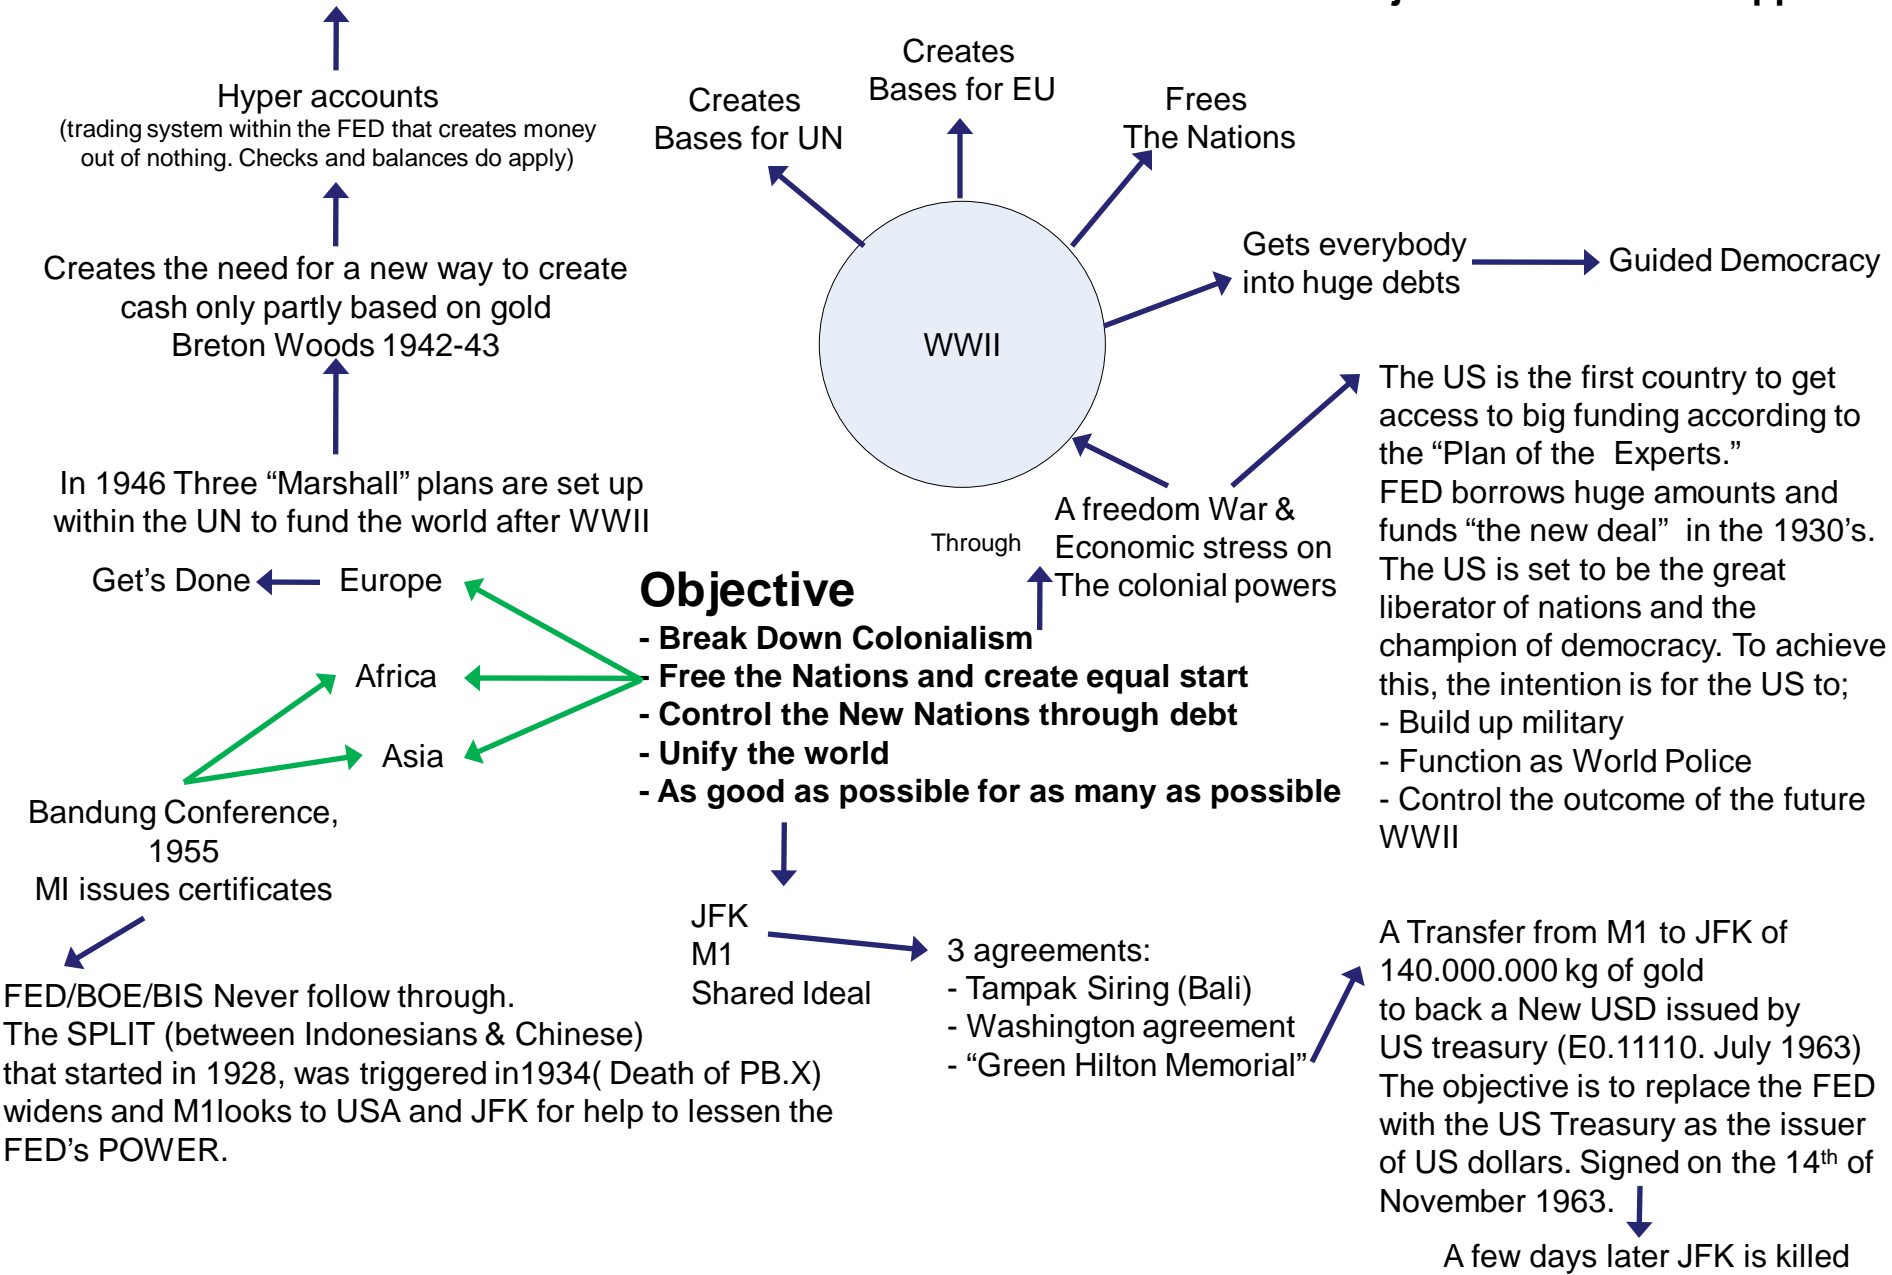 Hyper accounts
(trading system within the FED that creates money
out of nothing. Checks and balances do apply)
Creates the need for a new way to create
cash only partly based on gold
Breton Woods 1942-43
In 1946 Three “Marshall” plans are set up
within the UN to fund the world after WWII
Get’s Done
Europe
Africa
Asia
Bandung Conference,
1955
MI issues certificates
FED/BOE/BIS Never follow through.
The SPLIT (between Indonesians & Chinese)
that started in 1928, was triggered in1934( Death of PB.X)
widens and M1looks to USA and JFK for help to lessen the
FED’s POWER.
Creates
Bases for UN
Creates
Bases for EU
Frees
The Nations
Gets everybody
into huge debts
Guided Democracy
WWII
Through
A freedom War &
Economic stress on
The colonial powers
Objective
- Break Down Colonialism
- Free the Nations and create equal start
- Control the New Nations through debt
- Unify the world
- As good as possible for as many as possible
The US is the first country to get
access to big funding according to
the “Plan of the Experts.”
FED borrows huge amounts and
funds “the new deal” in the 1930’s.
The US is set to be the great
liberator of nations and the
champion of democracy. To achieve
this, the intention is for the US to;
- Build up military
- Function as World Police
- Control the outcome of the future
WWII
JFK
M1
Shared Ideal
3 agreements:
- Tampak Siring (Bali)
- Washington agreement
- “Green Hilton Memorial”
A Transfer from M1 to JFK of
140.000.000 kg of gold
to back a New USD issued by
US treasury (E0.11110. July 1963)
The objective is to replace the FED
with the US Treasury as the issuer
of US dollars. Signed on the 14th of
November 1963.
A few days later JFK is killed